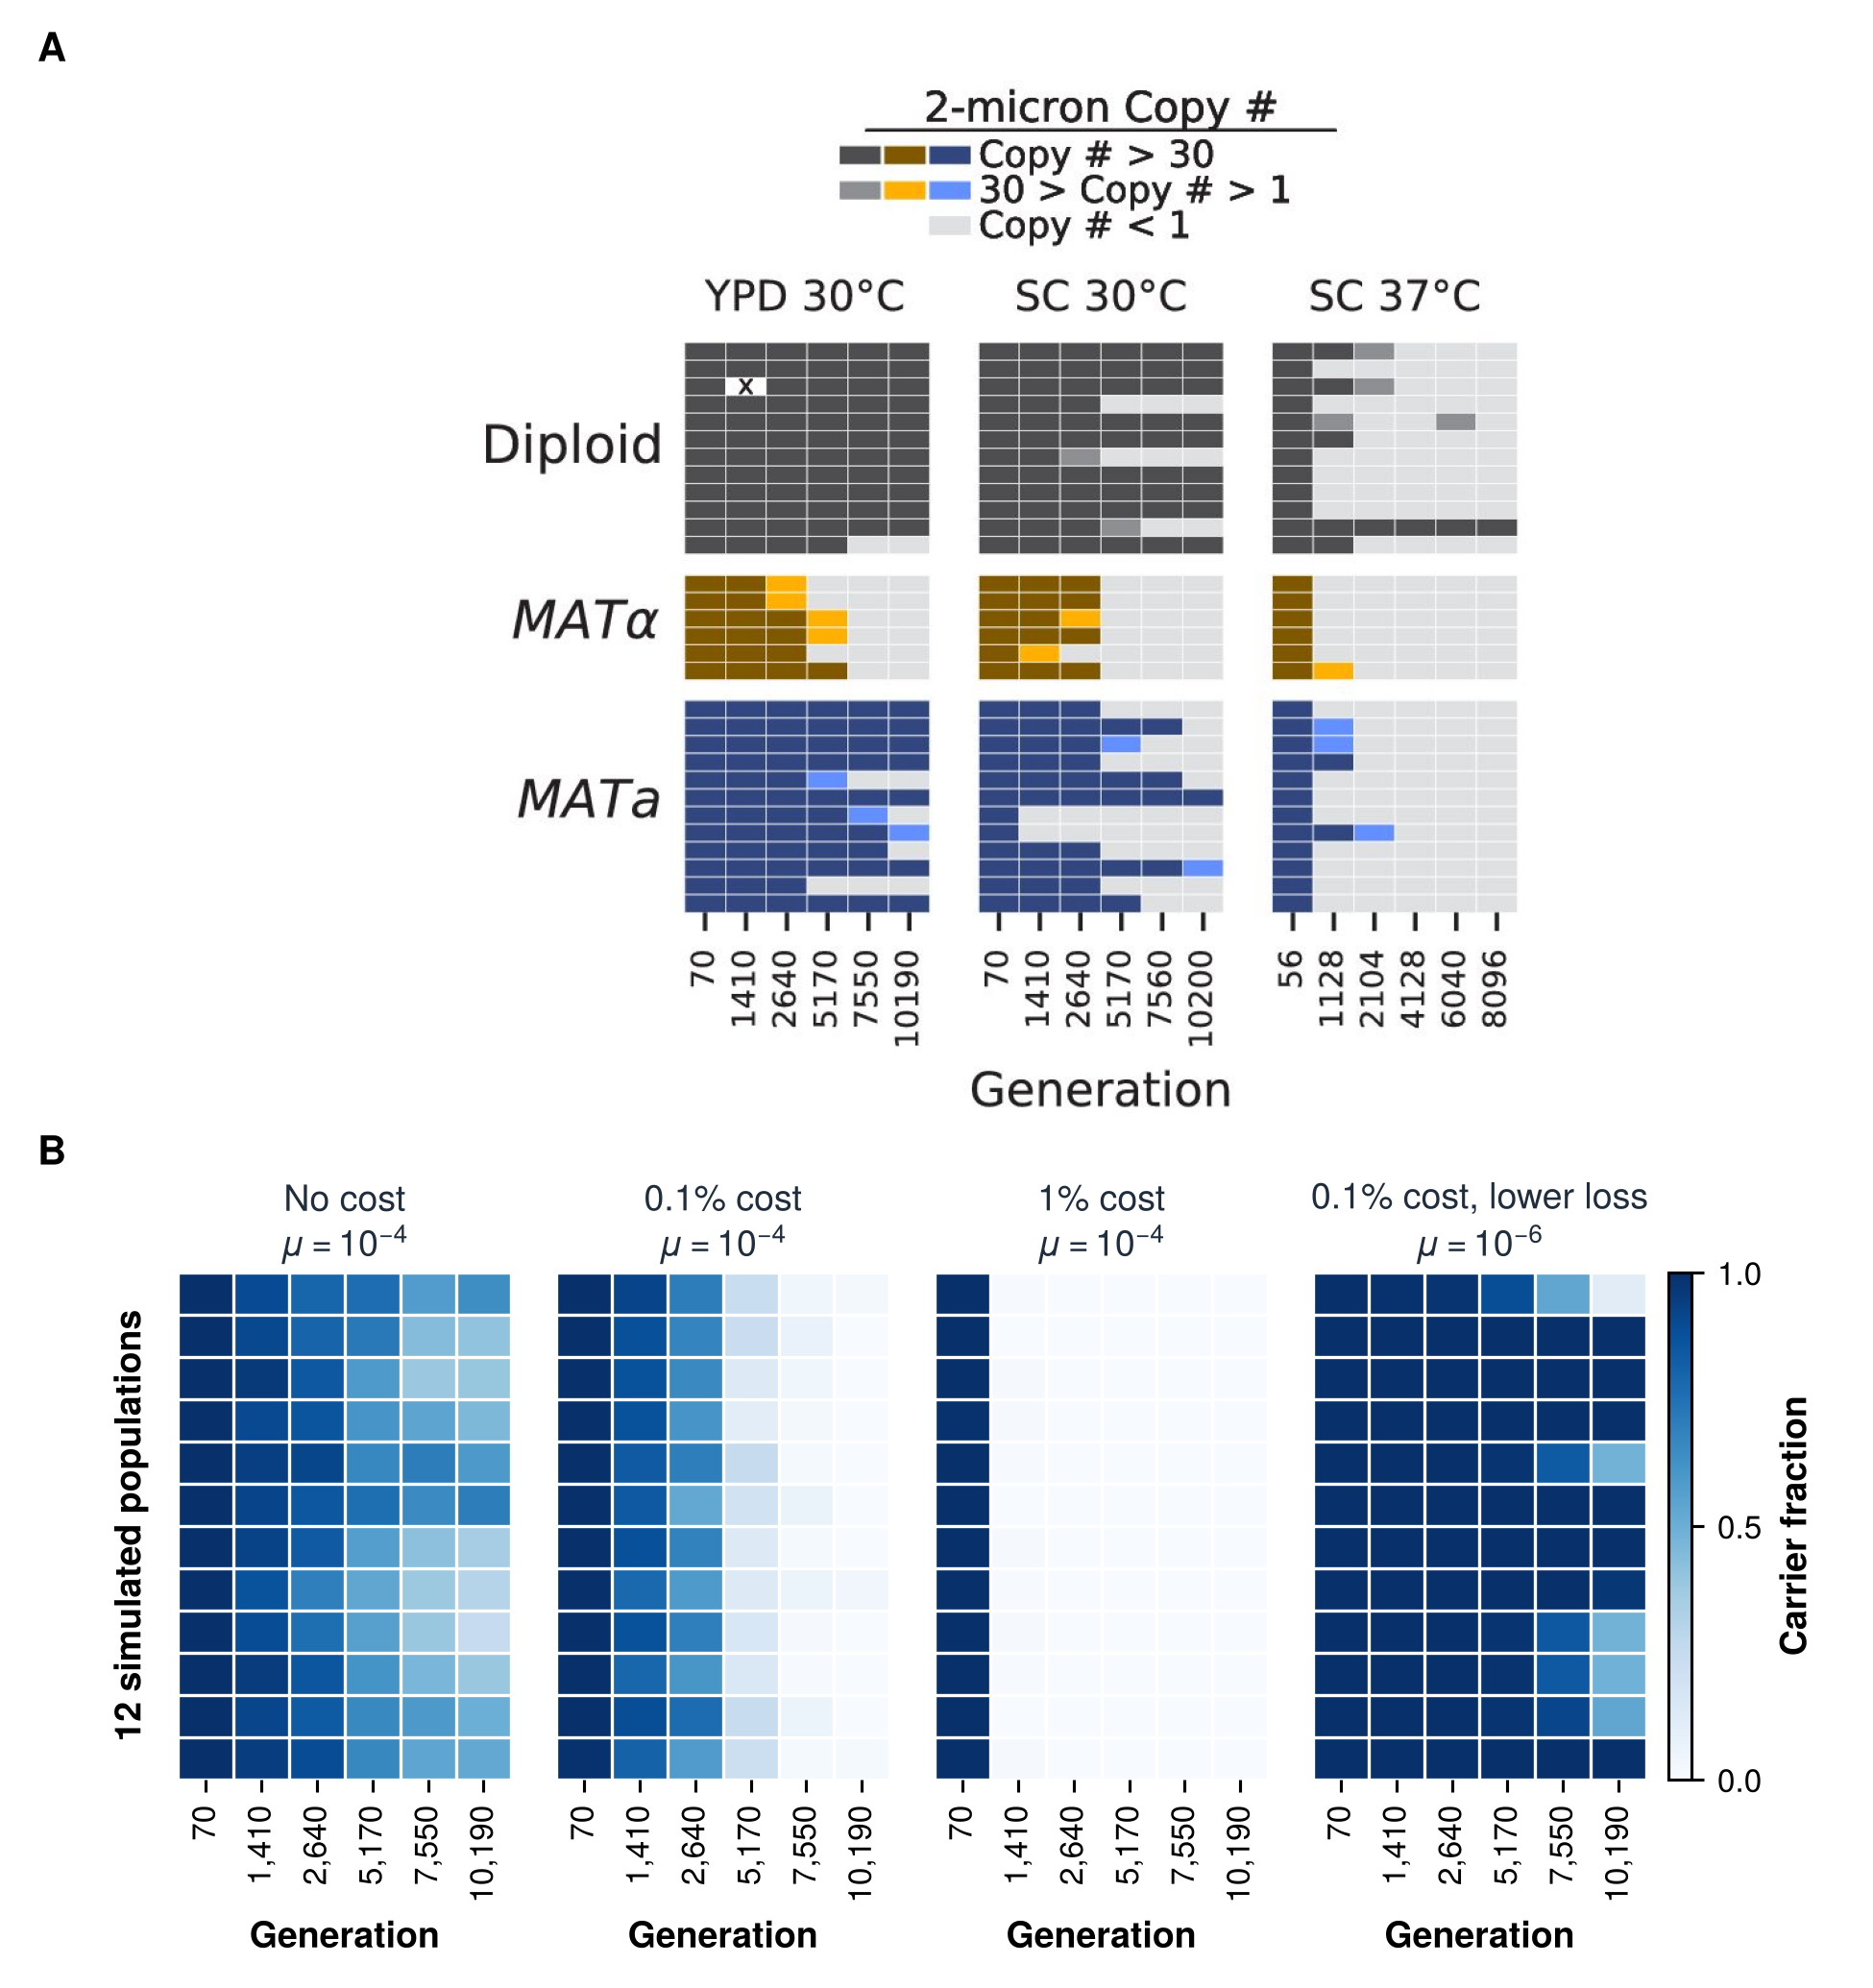 A
2-micron Copy #
Copy # > 30
30 > Copy # > 1
Copy # < 1
YPD 30°C SC 30°C SC 37°C
Diploid
x
MATα
MATa
70 1410 2640 5170 7550 10190 70 1410 2640 5170 7560 10200 56 1128 2104 4128 6040 8096
Generation
B
No cost 0.1% cost 1% cost 0.1% cost, lower loss
μ = 10⁻⁴ μ = 10⁻⁴ μ = 10⁻⁴ μ = 10⁻⁶
12 simulated populations
1.0
0.5
0.0
Carrier fraction
70 1,410 2,640 5,170 7,550 10,190 70 1,410 2,640 5,170 7,550 10,190 70 1,410 2,640 5,170 7,550 10,190 70 1,410 2,640 5,170 7,550 10,190
Generation Generation Generation Generation